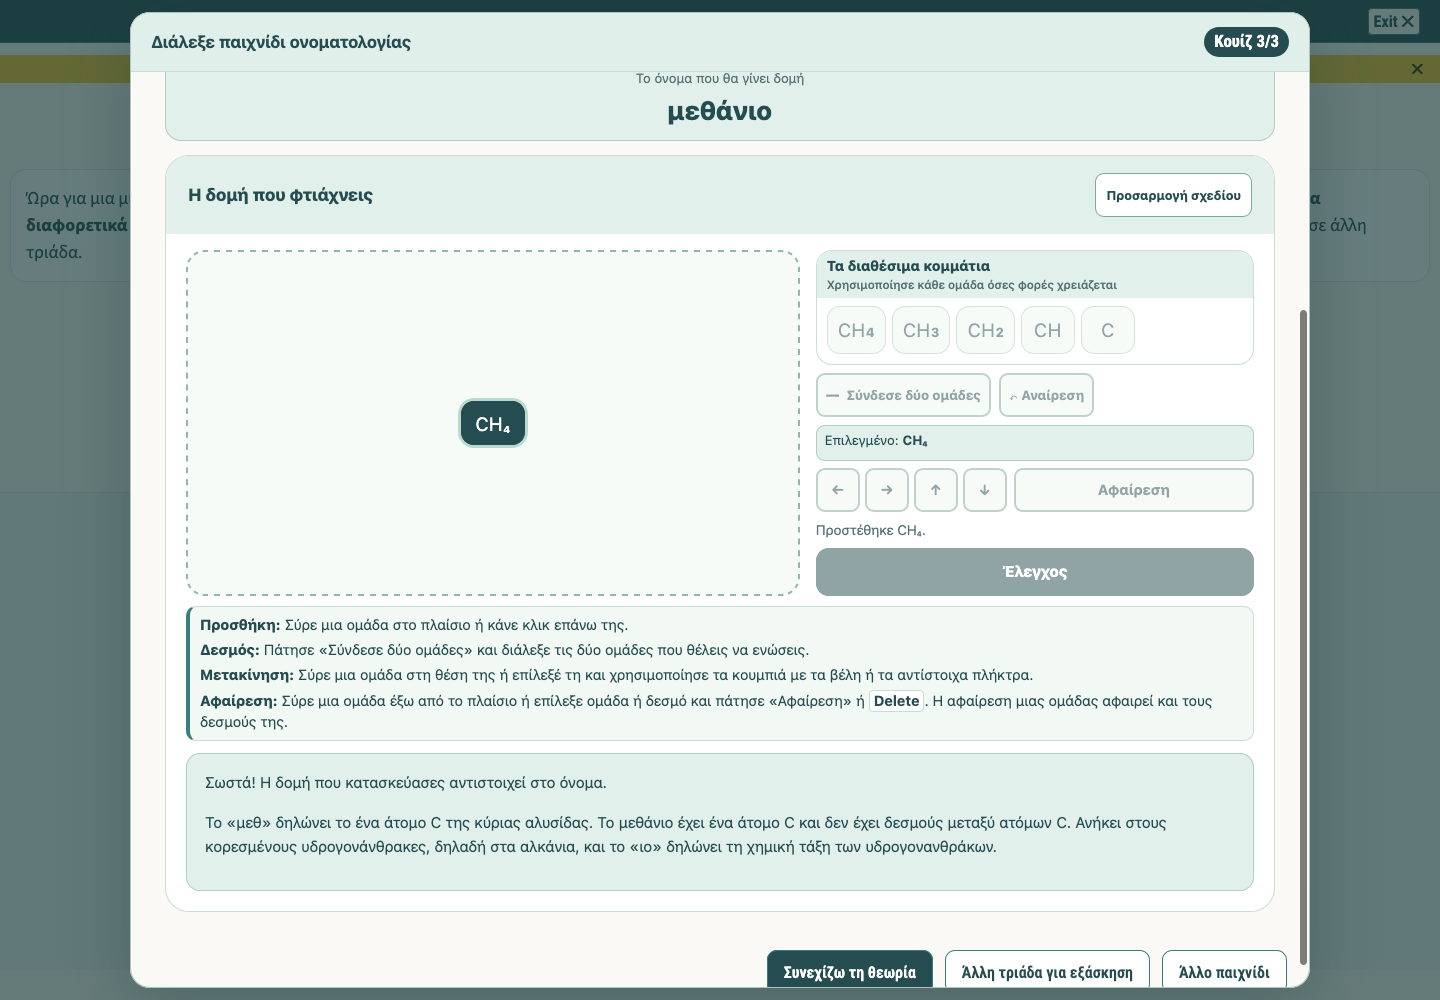 Exit ✕
Διάλεξε παιχνίδι ονοματολογίας
Κουίζ 3/3
✕
Το όνομα που θα γίνει δομή
μεθάνιο
Ώρα για μια μ
διαφορετικά
τριάδα.
α
σε άλλη
Η δομή που φτιάχνεις
Προσαρμογή σχεδίου
CH₄
Τα διαθέσιμα κομμάτια
Χρησιμοποίησε κάθε ομάδα όσες φορές χρειάζεται
CH₄ CH₃ CH₂ CH C
— Σύνδεσε δύο ομάδες
↶ Αναίρεση
Επιλεγμένο: CH₄
← → ↑ ↓ Αφαίρεση
Προστέθηκε CH₄.
Έλεγχος
Προσθήκη: Σύρε μια ομάδα στο πλαίσιο ή κάνε κλικ επάνω της.
Δεσμός: Πάτησε «Σύνδεσε δύο ομάδες» και διάλεξε τις δύο ομάδες που θέλεις να ενώσεις.
Μετακίνηση: Σύρε μια ομάδα στη θέση της ή επίλεξέ τη και χρησιμοποίησε τα κουμπιά με τα βέλη ή τα αντίστοιχα πλήκτρα.
Αφαίρεση: Σύρε μια ομάδα έξω από το πλαίσιο ή επίλεξε ομάδα ή δεσμό και πάτησε «Αφαίρεση» ή Delete. Η αφαίρεση μιας ομάδας αφαιρεί και τους
δεσμούς της.
Σωστά! Η δομή που κατασκεύασες αντιστοιχεί στο όνομα.
Το «μεθ» δηλώνει το ένα άτομο C της κύριας αλυσίδας. Το μεθάνιο έχει ένα άτομο C και δεν έχει δεσμούς μεταξύ ατόμων C. Ανήκει στους
κορεσμένους υδρογονάνθρακες, δηλαδή στα αλκάνια, και το «ιο» δηλώνει τη χημική τάξη των υδρογονανθράκων.
Συνεχίζω τη θεωρία
Άλλη τριάδα για εξάσκηση
Άλλο παιχνίδι